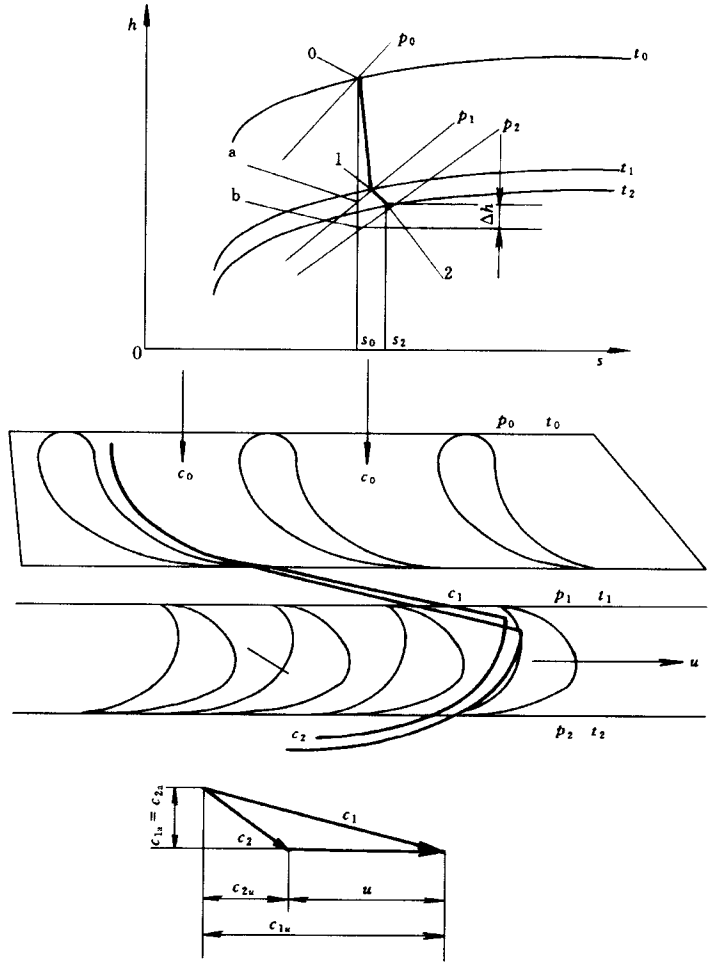 h
0
p₀
t₀
a
1
p₁
p₂
t₁
b
t₂
Δh
2
0
s₀ s₂
s
p₀ t₀
c₀ c₀
c₁
p₁ t₁
u
c₂
p₂ t₂
c₁ₐ = c₂ₐ
c₁
c₂
c₂ᵤ
u
c₁ᵤ